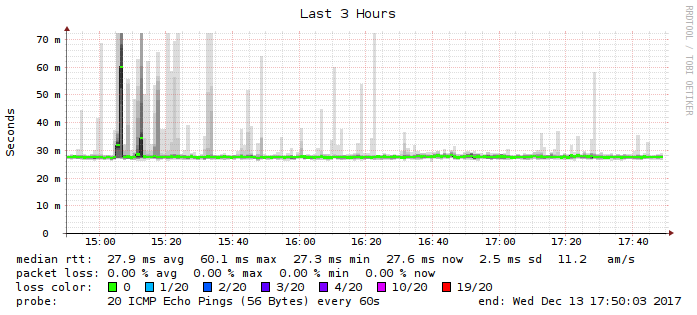 Last 3 Hours
RRDTOOL / TOBI OETIKER
Seconds
70 m
60 m
50 m
40 m
30 m
20 m
10 m
0
15:00 15:20 15:40 16:00 16:20 16:40 17:00 17:20 17:40
median rtt: 27.9 ms avg 60.1 ms max 27.3 ms min 27.6 ms now 2.5 ms sd 11.2 am/s
packet loss: 0.00 % avg 0.00 % max 0.00 % min 0.00 % now
loss color: 0 1/20 2/20 3/20 4/20 10/20 19/20
probe: 20 ICMP Echo Pings (56 Bytes) every 60s end: Wed Dec 13 17:50:03 2017